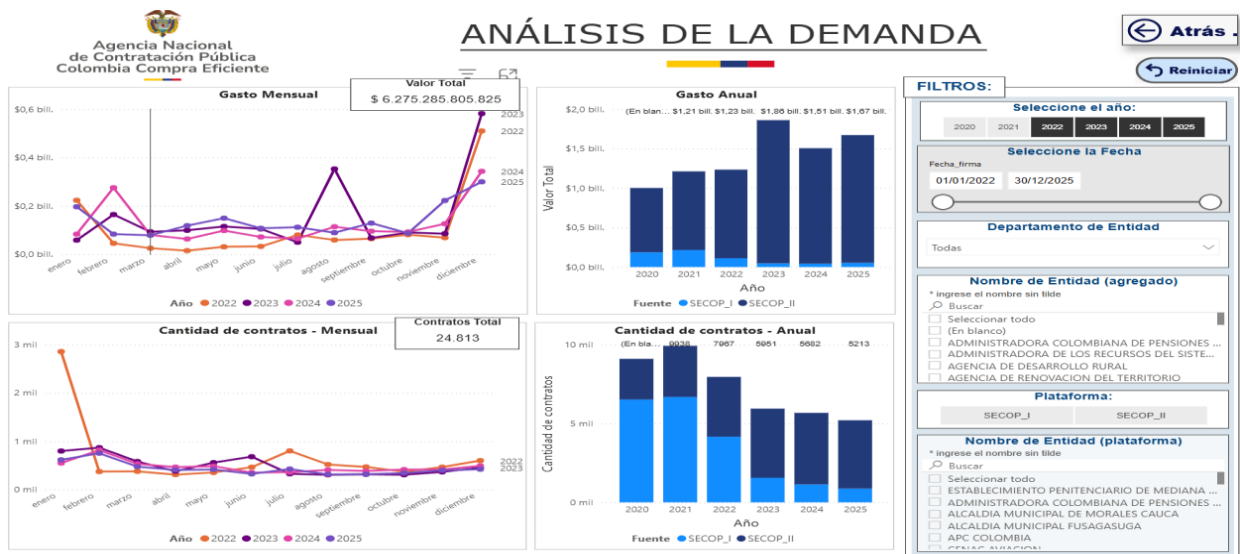 Agencia Nacional
de Contratación Pública
Colombia Compra Eficiente
ANÁLISIS DE LA DEMANDA
Atrás .
Reiniciar
Gasto Mensual
Valor Total
$ 6.275.285.805.825
$0,6 bill.
$0,4 bill.
$0,2 bill.
$0,0 bill.
2023
2022
2024
2025
enero
febrero
marzo
abril
mayo
junio
julio
agosto
septiembre
octubre
noviembre
diciembre
Año 2022 2023 2024 2025
Gasto Anual
(En blan... $1,21 bill. $1,23 bill. $1,86 bill. $1,51 bill. $1,67 bill.
$2,0 bill.
$1,5 bill.
$1,0 bill.
$0,5 bill.
$0,0 bill.
Valor Total
2020 2021 2022 2023 2024 2025
Año
Fuente SECOP_I SECOP_II
Cantidad de contratos - Mensual
Contratos Total
24.813
3 mil
2 mil
1 mil
0 mil
2022
2023
enero
febrero
marzo
abril
mayo
junio
julio
agosto
septiembre
octubre
noviembre
diciembre
Año 2022 2023 2024 2025
Cantidad de contratos - Anual
(En bla... 9938 7967 5951 5682 5213
10 mil
5 mil
0 mil
Cantidad de contratos
2020 2021 2022 2023 2024 2025
Año
Fuente SECOP_I SECOP_II
FILTROS:
Seleccione el año:
2020 2021 2022 2023 2024 2025
Seleccione la Fecha
Fecha_firma
01/01/2022 30/12/2025
Departamento de Entidad
Todas
Nombre de Entidad (agregado)
* ingrese el nombre sin tilde
Buscar
Seleccionar todo
(En blanco)
ADMINISTRADORA COLOMBIANA DE PENSIONES ...
ADMINISTRADORA DE LOS RECURSOS DEL SISTE...
AGENCIA DE DESARROLLO RURAL
AGENCIA DE RENOVACION DEL TERRITORIO
Plataforma:
SECOP_I SECOP_II
Nombre de Entidad (plataforma)
* ingrese el nombre sin tilde
Buscar
Seleccionar todo
ESTABLECIMIENTO PENITENCIARIO DE MEDIANA ...
ADMINISTRADORA COLOMBIANA DE PENSIONES ...
ALCALDIA MUNICIPAL DE MORALES CAUCA
ALCALDIA MUNICIPAL FUSAGASUGA
APC COLOMBIA
CENAC AVIACION